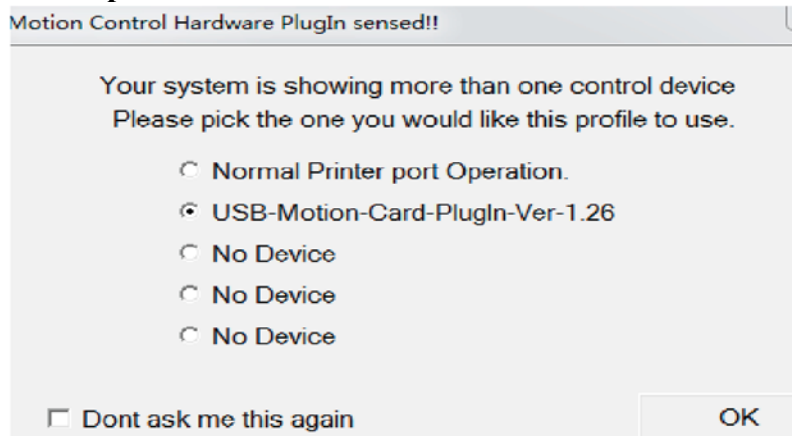 Motion Control Hardware PlugIn sensed!!
Your system is showing more than one control device
Please pick the one you would like this profile to use.
Normal Printer port Operation.
USB-Motion-Card-PlugIn-Ver-1.26
No Device
No Device
No Device
Dont ask me this again
OK